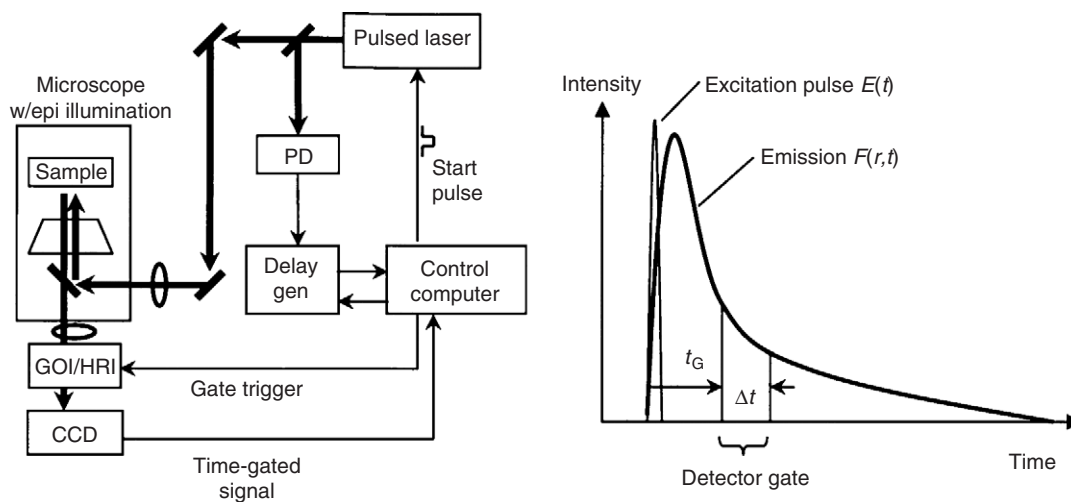 Pulsed laser
Microscope
w/epi illumination
Sample
PD
Start
pulse
Delay
gen
Control
computer
GOI/HRI
Gate trigger
CCD
Time-gated
signal
Intensity
Excitation pulse E(t)
Emission F(r,t)
tG
Δt
Time
Detector gate